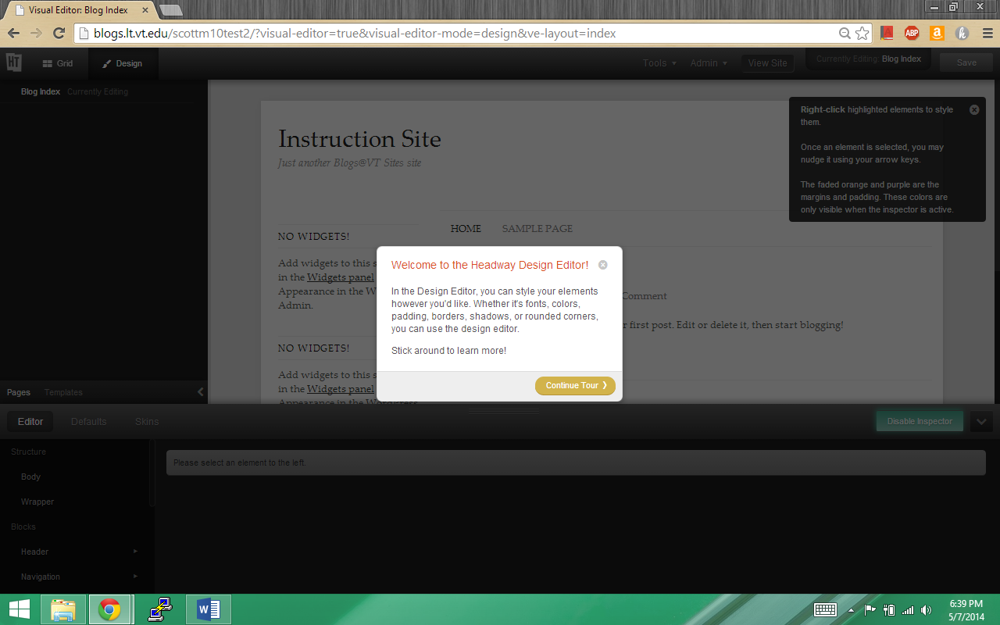 Visual Editor: Blog Index
blogs.lt.vt.edu/scottm10test2/?visual-editor=true&visual-editor-mode=design&ve-layout=index
ABP
a
h
HT
Grid
Design
Tools
Admin
View Site
Currently Editing: Blog Index
Save
Blog Index Currently Editing
Right-click highlighted elements to style
them.
Once an element is selected, you may
nudge it using your arrow keys.
The faded orange and purple are the
margins and padding. These colors are
only visible when the inspector is active.
Instruction Site
Just another Blogs@VT Sites site
HOME
SAMPLE PAGE
NO WIDGETS!
Add widgets to this s
in the Widgets panel
Appearance in the W
Admin.
Comment
r first post. Edit or delete it, then start blogging!
NO WIDGETS!
Add widgets to this s
in the Widgets panel
Appearance in the WordPress
Welcome to the Headway Design Editor!
In the Design Editor, you can style your elements
however you'd like. Whether it's fonts, colors,
padding, borders, shadows, or rounded corners,
you can use the design editor.
Stick around to learn more!
Continue Tour
Pages
Templates
Editor
Defaults
Skins
Disable Inspector
Structure
Body
Wrapper
Blocks
Header
Navigation
Please select an element to the left.
W
6:39 PM
5/7/2014